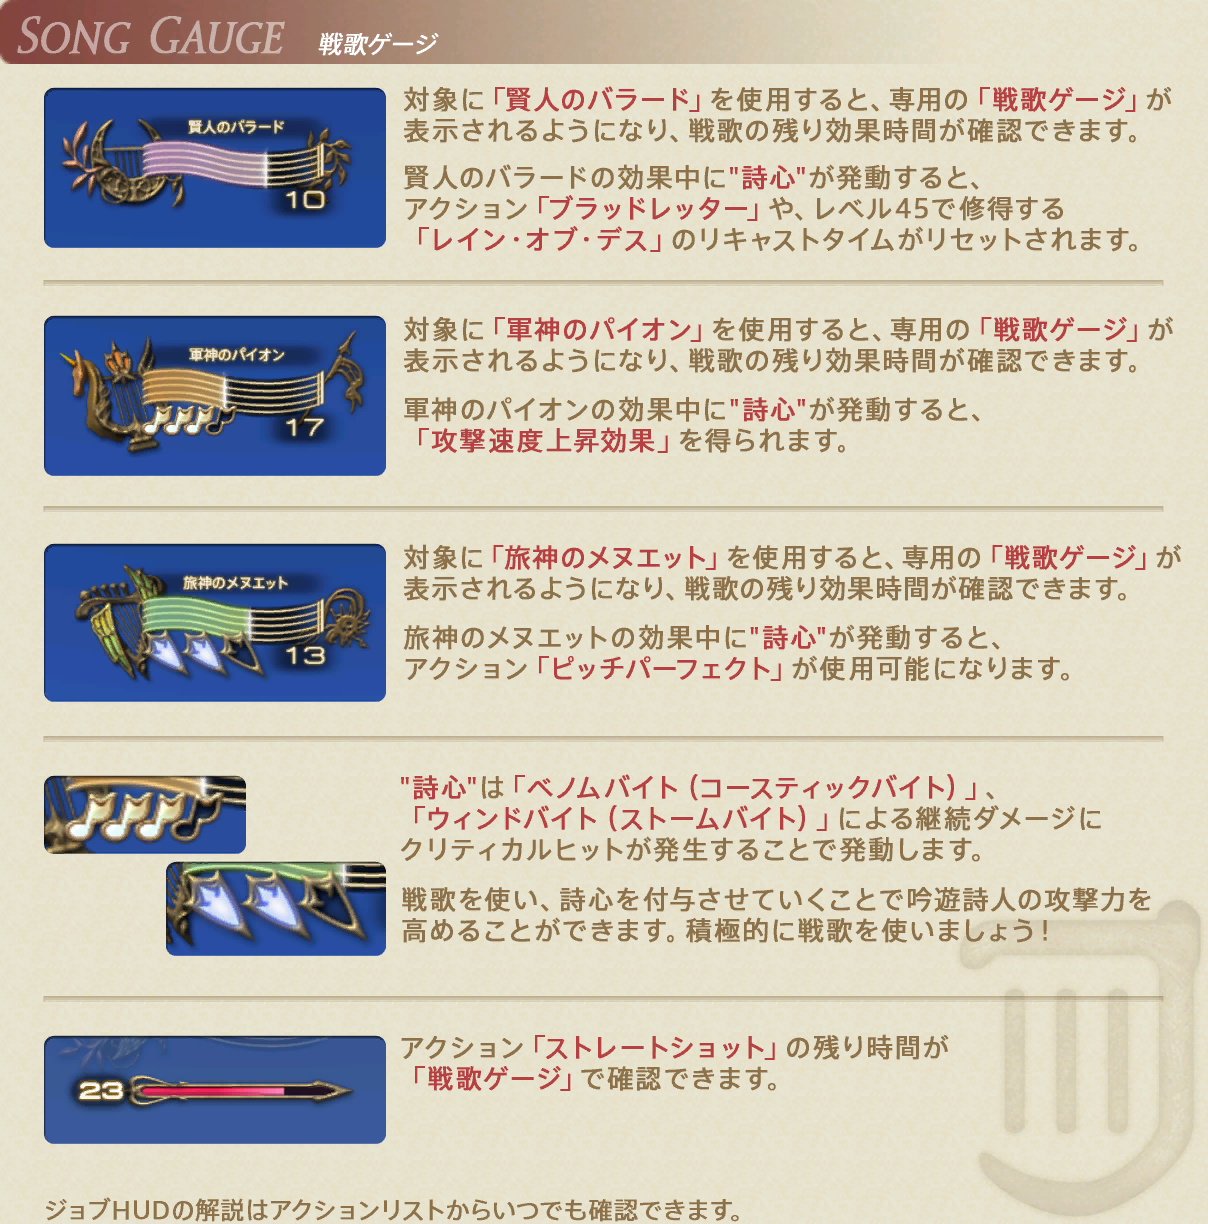 SONG GAUGE 戦歌ゲージ
賢人のバラード
10
対象に「賢人のバラード」を使用すると、専用の「戦歌ゲージ」が
表示されるようになり、戦歌の残り効果時間が確認できます。
賢人のバラードの効果中に"詩心"が発動すると、
アクション「ブラッドレッター」や、レベル45で修得する
「レイン・オブ・デス」のリキャストタイムがリセットされます。
軍神のパイオン
17
対象に「軍神のパイオン」を使用すると、専用の「戦歌ゲージ」が
表示されるようになり、戦歌の残り効果時間が確認できます。
軍神のパイオンの効果中に"詩心"が発動すると、
「攻撃速度上昇効果」を得られます。
旅神のメヌエット
13
対象に「旅神のメヌエット」を使用すると、専用の「戦歌ゲージ」が
表示されるようになり、戦歌の残り効果時間が確認できます。
旅神のメヌエットの効果中に"詩心"が発動すると、
アクション「ピッチパーフェクト」が使用可能になります。
"詩心"は「ベノムバイト（コースティックバイト）」、
「ウィンドバイト（ストームバイト）」による継続ダメージに
クリティカルヒットが発生することで発動します。
戦歌を使い、詩心を付与させていくことで吟遊詩人の攻撃力を
高めることができます。積極的に戦歌を使いましょう！
23
アクション「ストレートショット」の残り時間が
「戦歌ゲージ」で確認できます。
ジョブHUDの解説はアクションリストからいつでも確認できます。